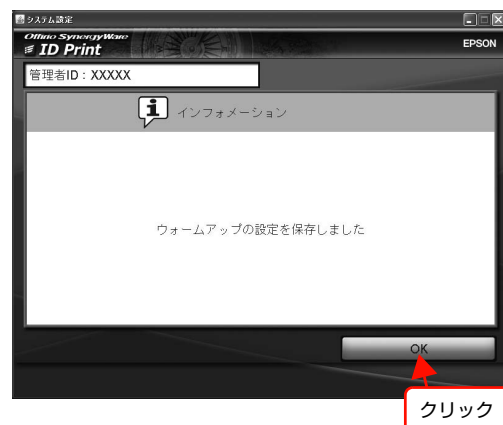 システム設定
Offirio SynergyWare
ID Print
EPSON
管理者ID：XXXXX
インフォメーション
ウォームアップの設定を保存しました
OK
クリック